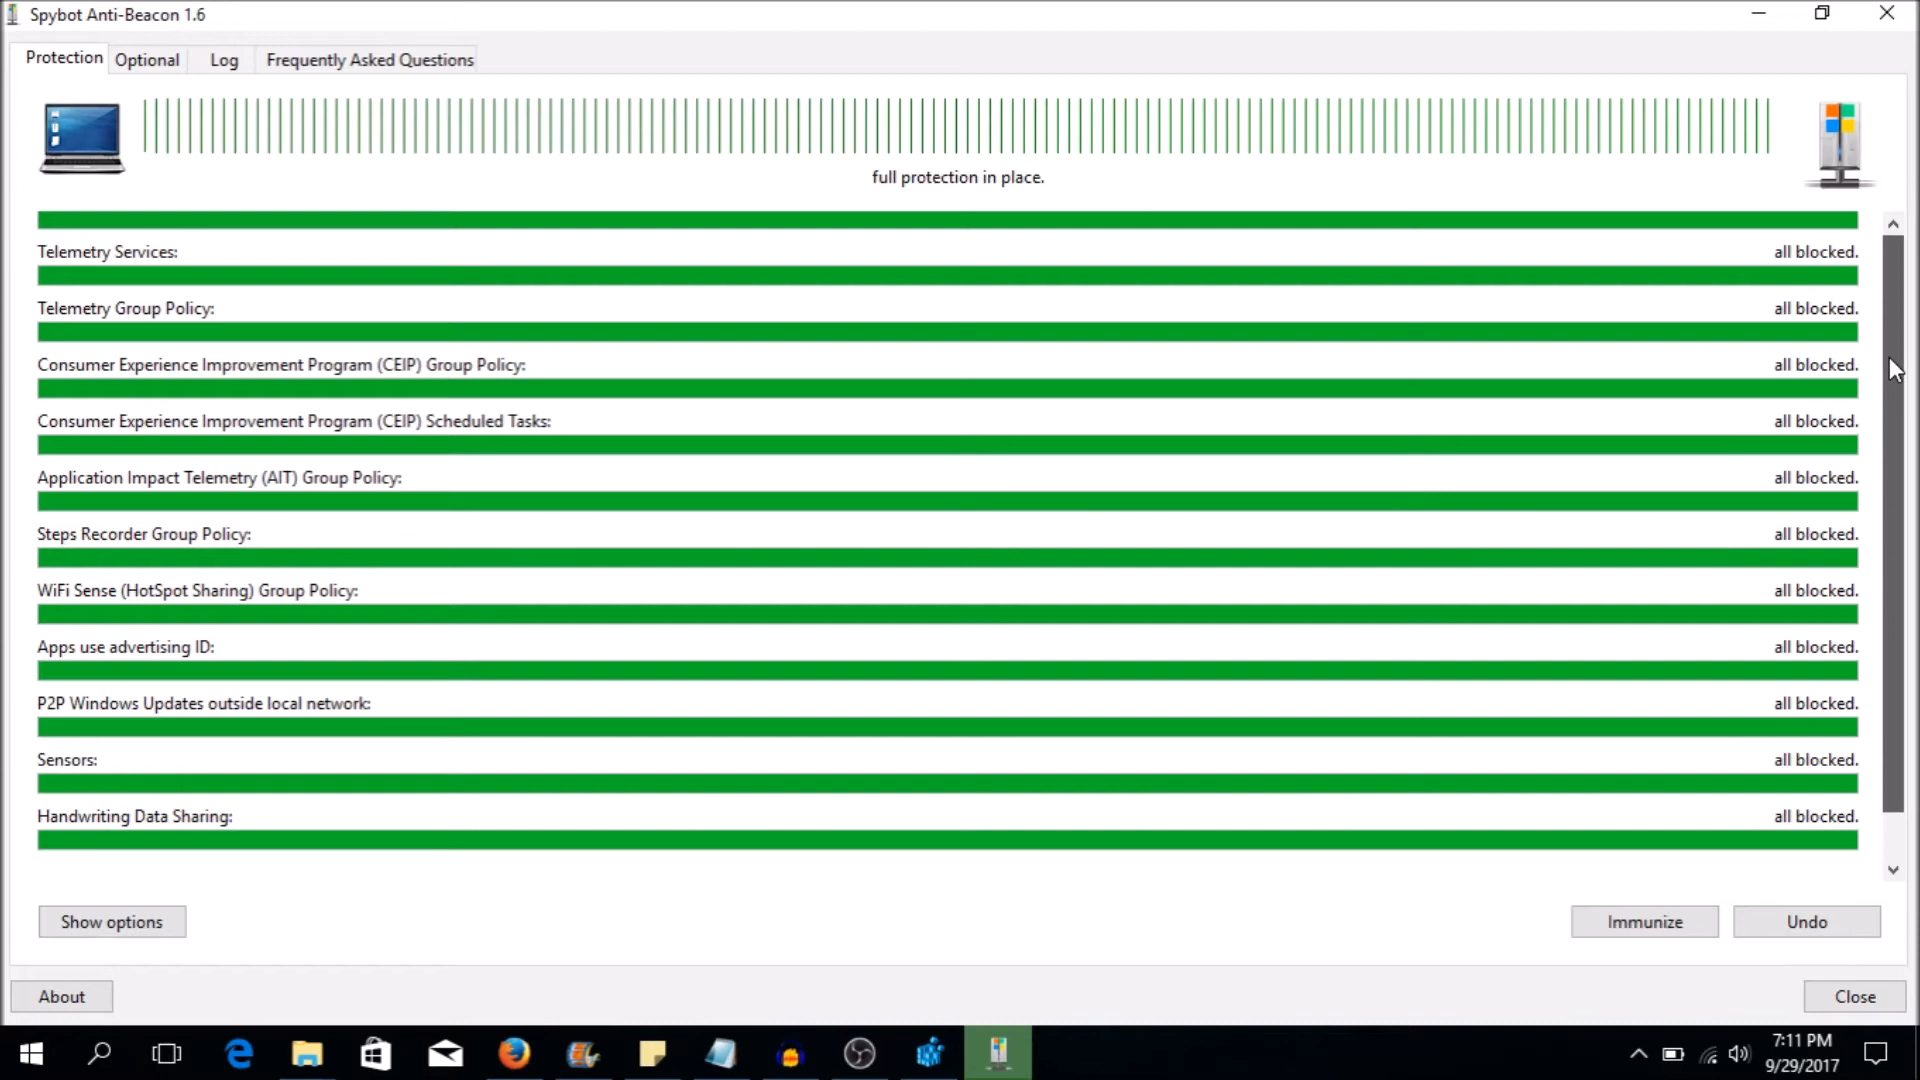 Spybot Anti-Beacon 1.6
Protection
Optional
Log
Frequently Asked Questions
full protection in place.
Telemetry Services:
all blocked.
Telemetry Group Policy:
all blocked.
Consumer Experience Improvement Program (CEIP) Group Policy:
all blocked.
Consumer Experience Improvement Program (CEIP) Scheduled Tasks:
all blocked.
Application Impact Telemetry (AIT) Group Policy:
all blocked.
Steps Recorder Group Policy:
all blocked.
WiFi Sense (HotSpot Sharing) Group Policy:
all blocked.
Apps use advertising ID:
all blocked.
P2P Windows Updates outside local network:
all blocked.
Sensors:
all blocked.
Handwriting Data Sharing:
all blocked.
Show options
Immunize
Undo
About
Close
7:11 PM
9/29/2017